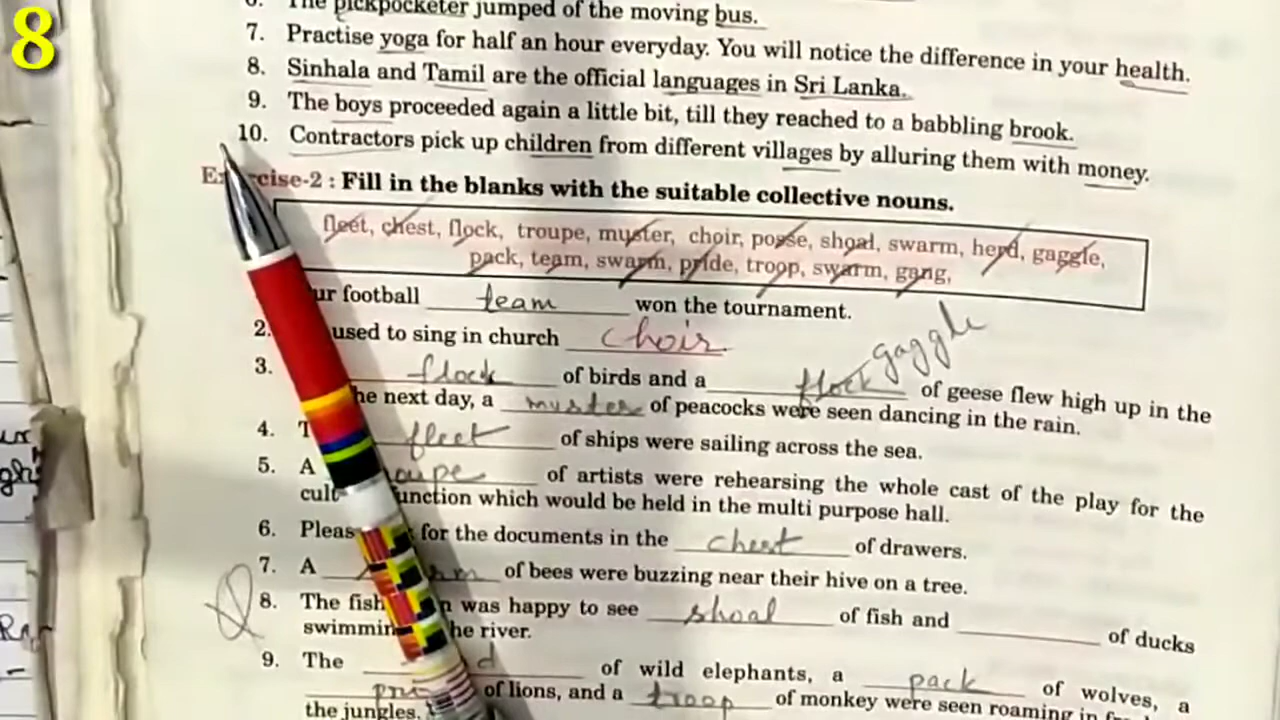 8
6. The pickpocketer jumped of the moving bus.
7. Practise yoga for half an hour everyday. You will notice the difference in your health.
8. Sinhala and Tamil are the official languages in Sri Lanka.
9. The boys proceeded again a little bit, till they reached to a babbling brook.
10. Contractors pick up children from different villages by alluring them with money.
cise-2 : Fill in the blanks with the suitable collective nouns.
fleet, chest, flock, troupe, muster, choir, posse, shoal, swarm, herd, gaggle,
pack, team, swarm, pride, troop, swarm, gang,
ur football team won the tournament.
2. used to sing in church choir.
gaggle
3. flock of birds and a flock of geese flew high up in the
he next day, a muster of peacocks were seen dancing in the rain.
4. T fleet of ships were sailing across the sea.
5. A oupe of artists were rehearsing the whole cast of the play for the
cult function which would be held in the multi purpose hall.
6. Pleas for the documents in the chest of drawers.
7. A rm of bees were buzzing near their hive on a tree.
8. The fish n was happy to see shoal of fish and ______ of ducks
swimmin he river.
9. The d of wild elephants, a pack of wolves, a
pri of lions, and a troop of monkey were seen roaming in
the jungles.